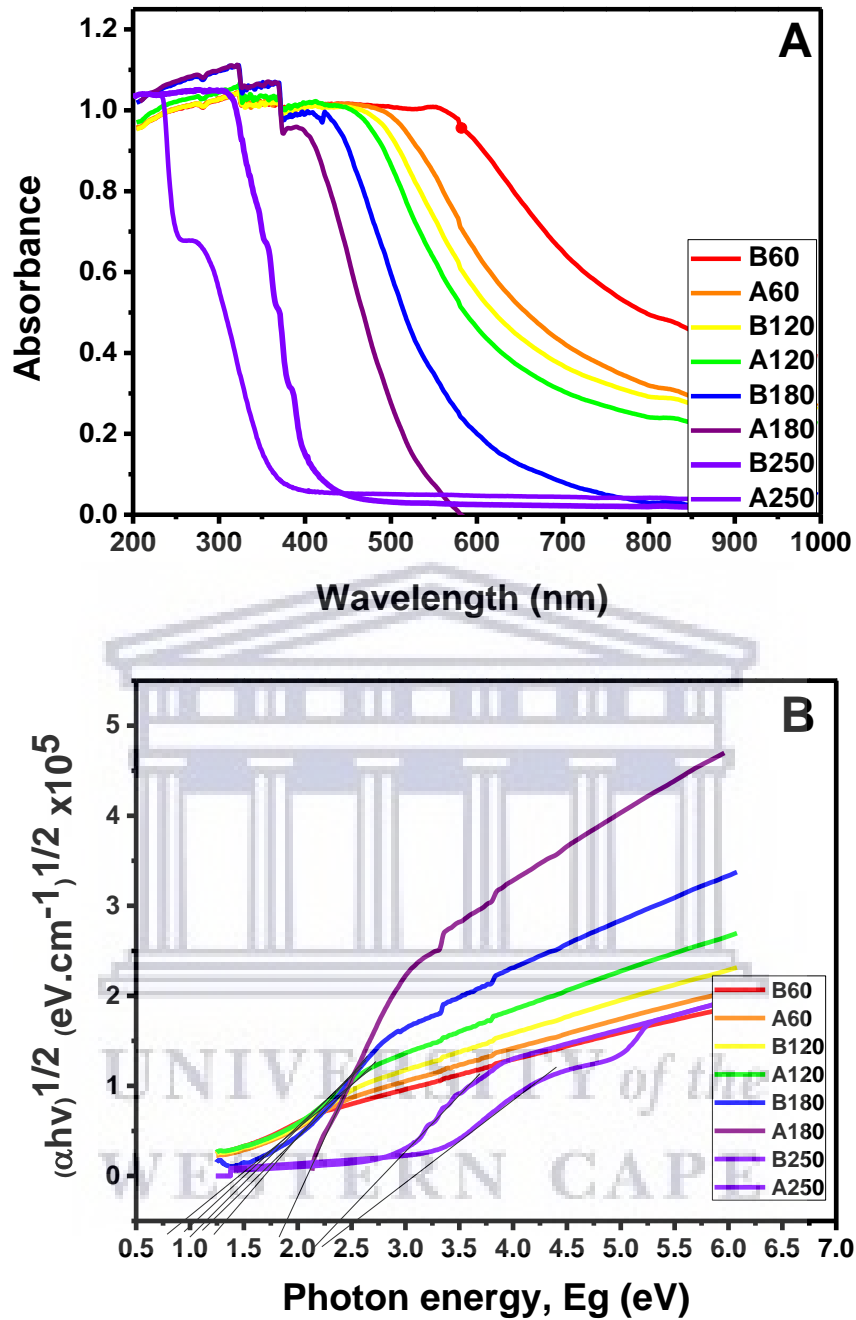 A
1.2
1.0
0.8
0.6
0.4
0.2
0.0
Absorbance
B60
A60
B120
A120
B180
A180
B250
A250
200 300 400 500 600 700 800 900 1000
Wavelength (nm)
B
5
4
3
2
1
0
(αhν)1/2 (eV.cm-1)1/2 x105
B60
A60
B120
A120
B180
A180
B250
A250
UNIVERSITY of the
WESTERN CAPE
0.5 1.0 1.5 2.0 2.5 3.0 3.5 4.0 4.5 5.0 5.5 6.0 6.5 7.0
Photon energy, Eg (eV)